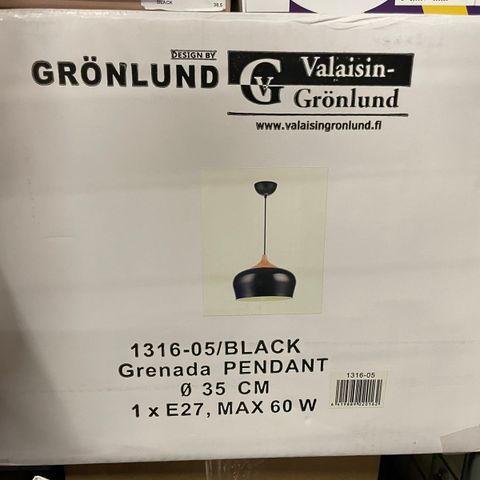 BLACK
DESIGN BY
GRÖNLUND
GV
Valaisin-
Grönlund
www.valaisingronlund.fi
1316-05/BLACK
Grenada PENDANT
Ø 35 CM
1 x E27, MAX 60 W
1316-05